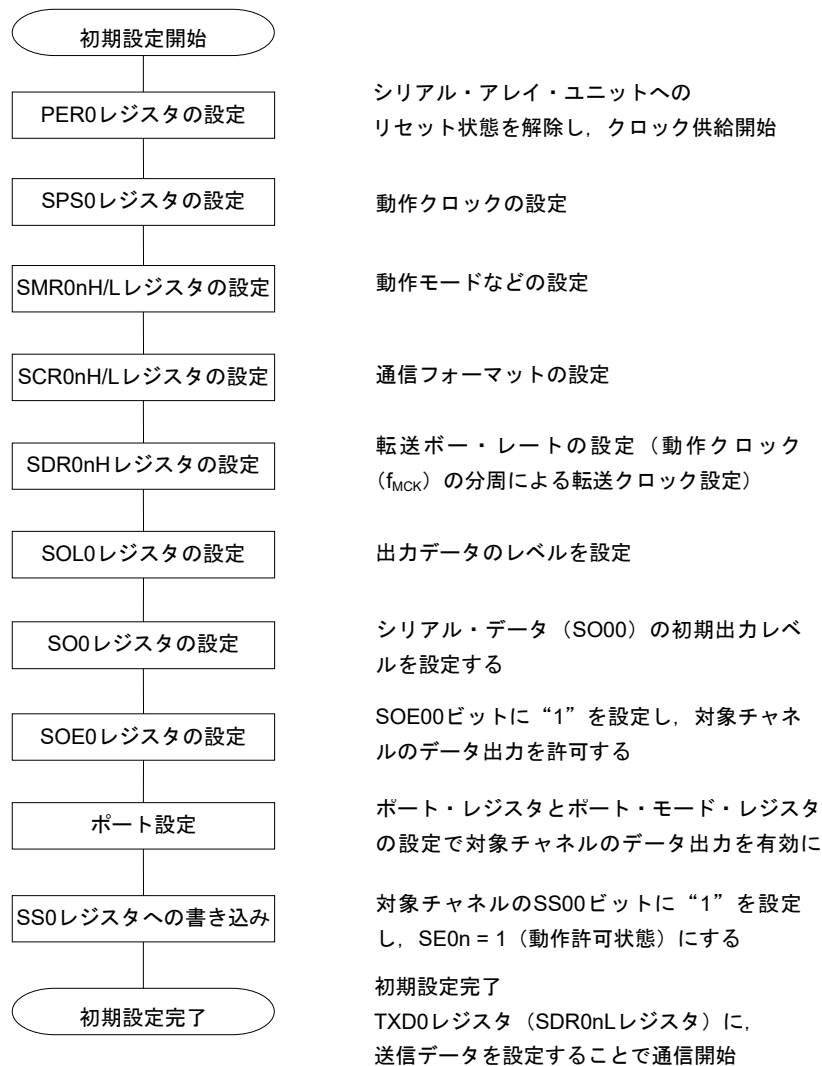 初期設定開始
PER0レジスタの設定
シリアル・アレイ・ユニットへの
リセット状態を解除し，クロック供給開始
SPS0レジスタの設定
動作クロックの設定
SMR0nH/Lレジスタの設定
動作モードなどの設定
SCR0nH/Lレジスタの設定
通信フォーマットの設定
SDR0nHレジスタの設定
転送ボー・レートの設定（動作クロック
（fMCK）の分周による転送クロック設定）
SOL0レジスタの設定
出力データのレベルを設定
SO0レジスタの設定
シリアル・データ（SO00）の初期出力レベ
ルを設定する
SOE0レジスタの設定
SOE00ビットに“1”を設定し，対象チャネ
ルのデータ出力を許可する
ポート設定
ポート・レジスタとポート・モード・レジスタ
の設定で対象チャネルのデータ出力を有効に
SS0レジスタへの書き込み
対象チャネルのSS00ビットに“1”を設定
し，SE0n = 1（動作許可状態）にする
初期設定完了
初期設定完了
TXD0レジスタ（SDR0nLレジスタ）に，
送信データを設定することで通信開始